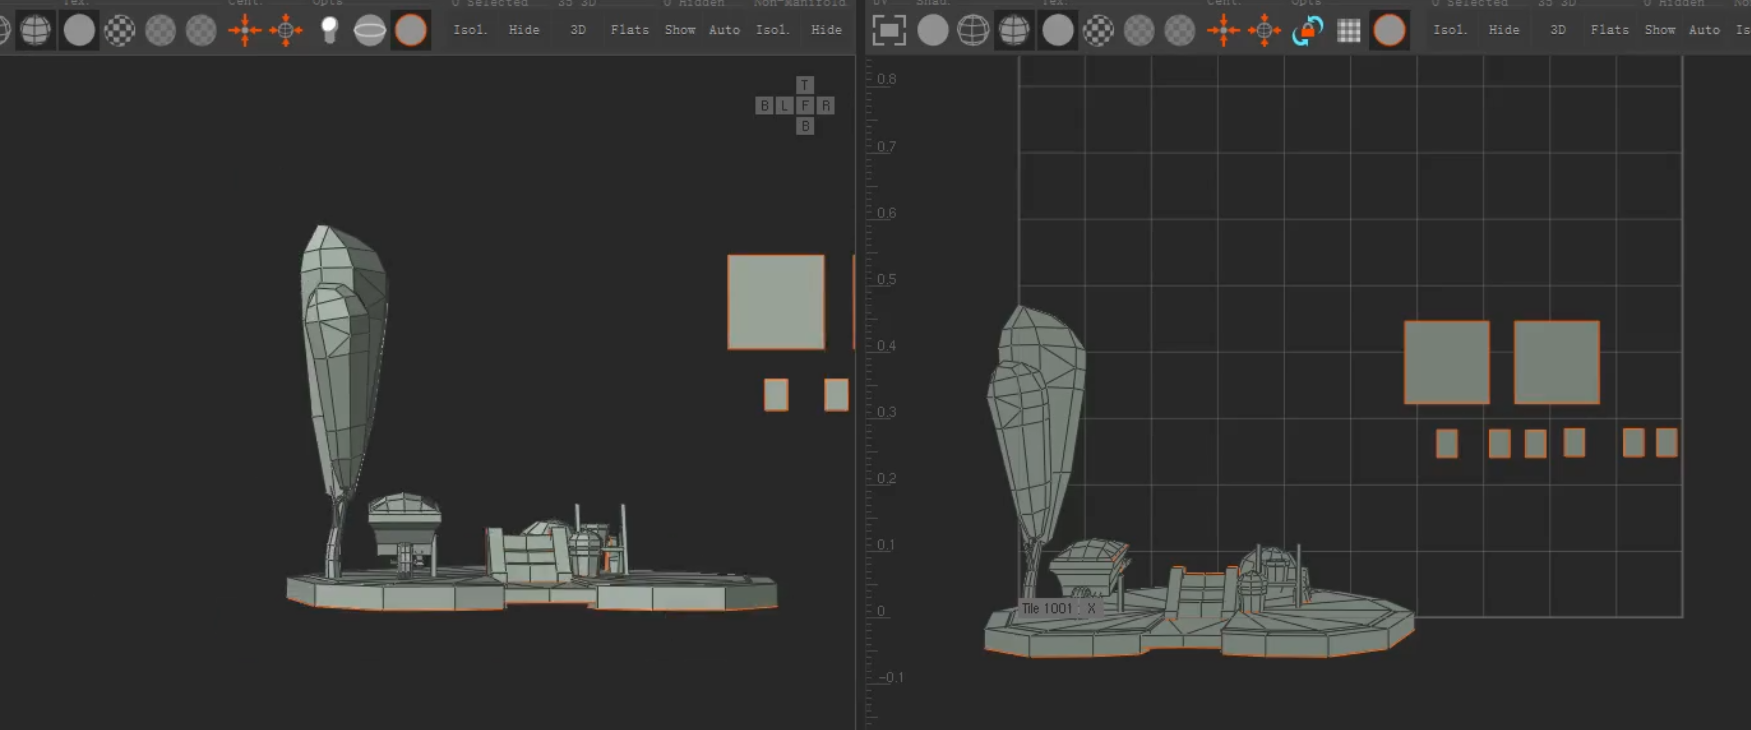 Tex. Cent. Opts 0 Selected 35 3D 0 Hidden Non-Manifold
Isol. Hide 3D Flats Show Auto Isol. Hide
T
B L F R
B
UV Shad. Tex. Cent. Opts 0 Selected 35 3D 0 Hidden No
Isol. Hide 3D Flats Show Auto Is
0.8
0.7
0.6
0.5
0.4
0.3
0.2
0.1
0
-0.1
Tile 1001 : X